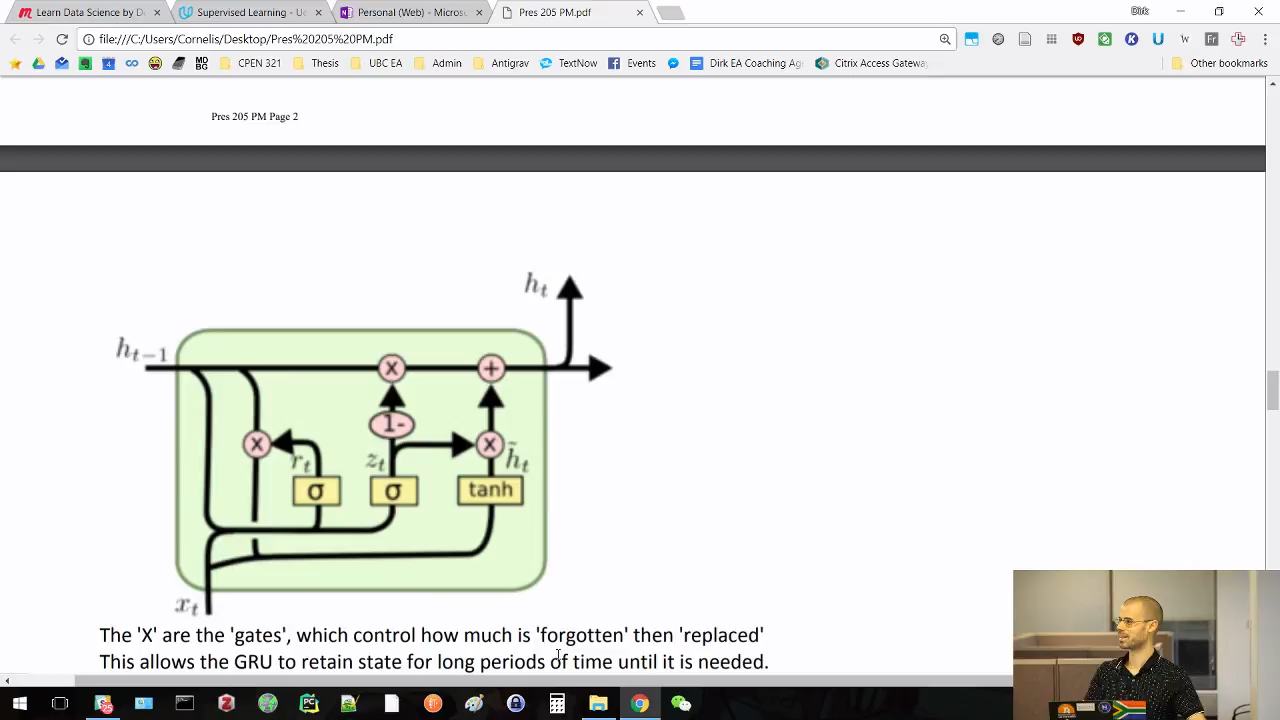 Learn Data Science by D
Supervised Learning - U
Personal (Web) - Micros
Pres 205 PM.pdf
Dirk
file:///C:/Users/Cornelis/Desktop/Pres%20205%20PM.pdf
CPEN 321
Thesis
UBC EA
Admin
Antigrav
TextNow
Events
Dirk EA Coaching Ag
Citrix Access Gateway
Other bookmarks
Pres 205 PM Page 2
h_t
h_{t-1}
x
+
1-
x
x
r_t
z_t
h̃_t
σ
σ
tanh
x_t
The 'X' are the 'gates', which control how much is 'forgotten' then 'replaced'
This allows the GRU to retain state for long periods of time until it is needed.